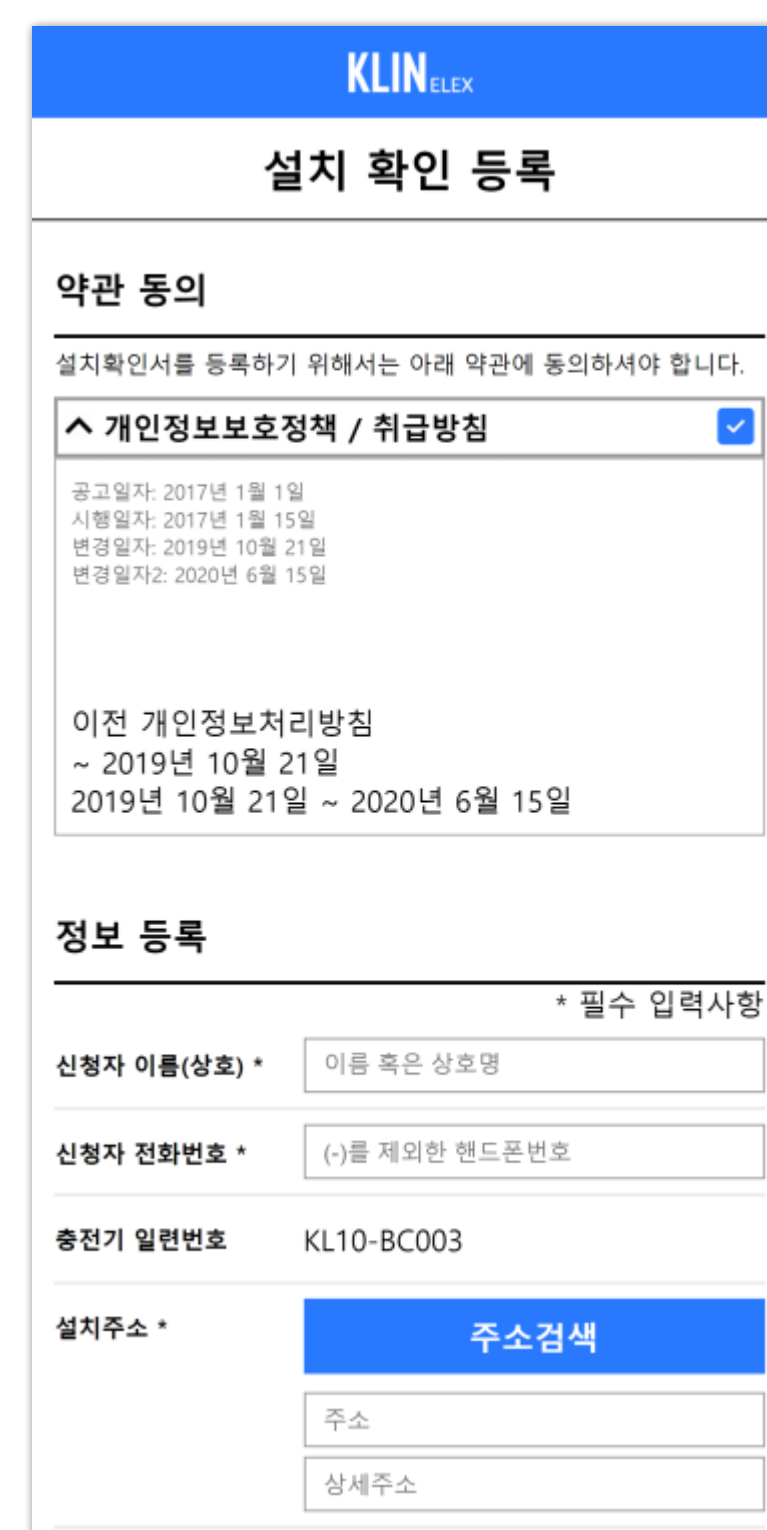 KLIN ELEX
설치 확인 등록
약관 동의
설치확인서를 등록하기 위해서는 아래 약관에 동의하셔야 합니다.
개인정보보호정책 / 취급방침
공고일자: 2017년 1월 1일
시행일자: 2017년 1월 15일
변경일자: 2019년 10월 21일
변경일자2: 2020년 6월 15일
이전 개인정보처리방침
~ 2019년 10월 21일
2019년 10월 21일 ~ 2020년 6월 15일
정보 등록
* 필수 입력사항
신청자 이름(상호) * 이름 혹은 상호명
신청자 전화번호 * (-)를 제외한 핸드폰번호
충전기 일련번호 KL10-BC003
설치주소 * 주소검색
주소
상세주소